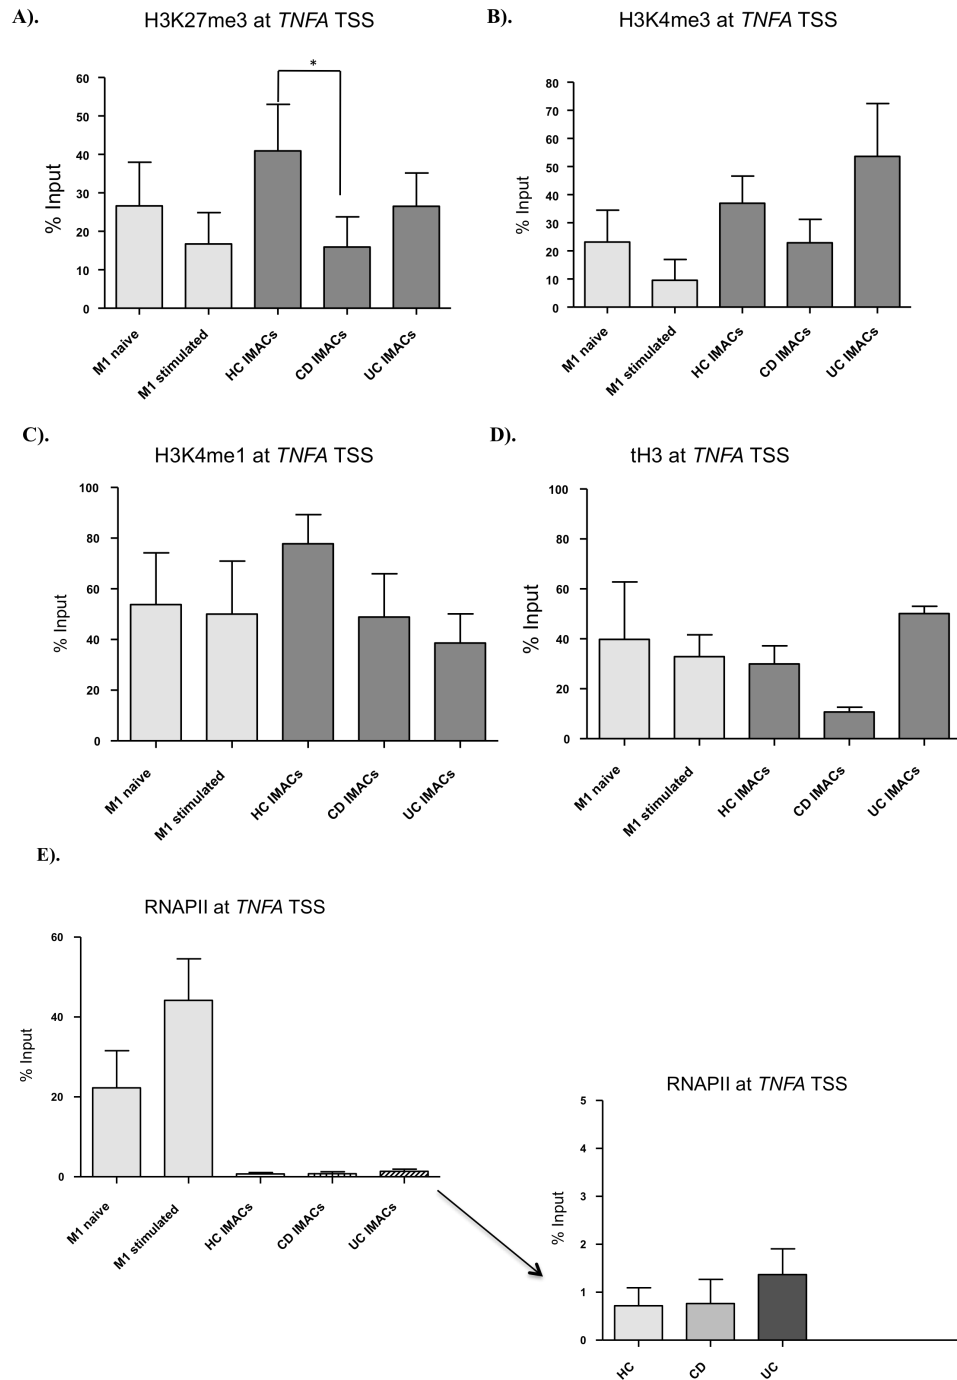 A).
H3K27me3 at TNFA TSS
*
% Input
60
50
40
30
20
10
0
M1 naive
M1 stimulated
HC IMACs
CD IMACs
UC IMACs
B).
H3K4me3 at TNFA TSS
% Input
80
70
60
50
40
30
20
10
0
M1 naive
M1 stimulated
HC IMACs
CD IMACs
UC IMACs
C).
H3K4me1 at TNFA TSS
% Input
100
80
60
40
20
0
M1 naive
M1 stimulated
HC IMACs
CD IMACs
UC IMACs
D).
tH3 at TNFA TSS
% Input
100
80
60
40
20
0
M1 naive
M1 stimulated
HC IMACs
CD IMACs
UC IMACs
E).
RNAPII at TNFA TSS
% Input
60
40
20
0
M1 naive
M1 stimulated
HC IMACs
CD IMACs
UC IMACs
RNAPII at TNFA TSS
% Input
5
4
3
2
1
0
HC
CD
UC